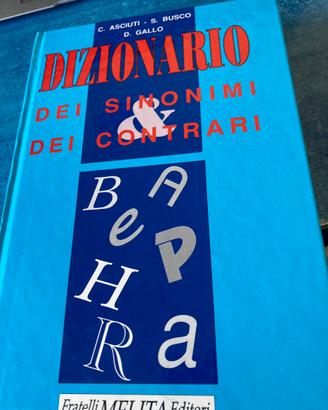 C. ASCIUTI - S. BUSCO
D. GALLO
DIZIONARIO
DEI SINONIMI
&
DEI CONTRARI
B A
e P
H
R a
Fratelli MELITA Editori